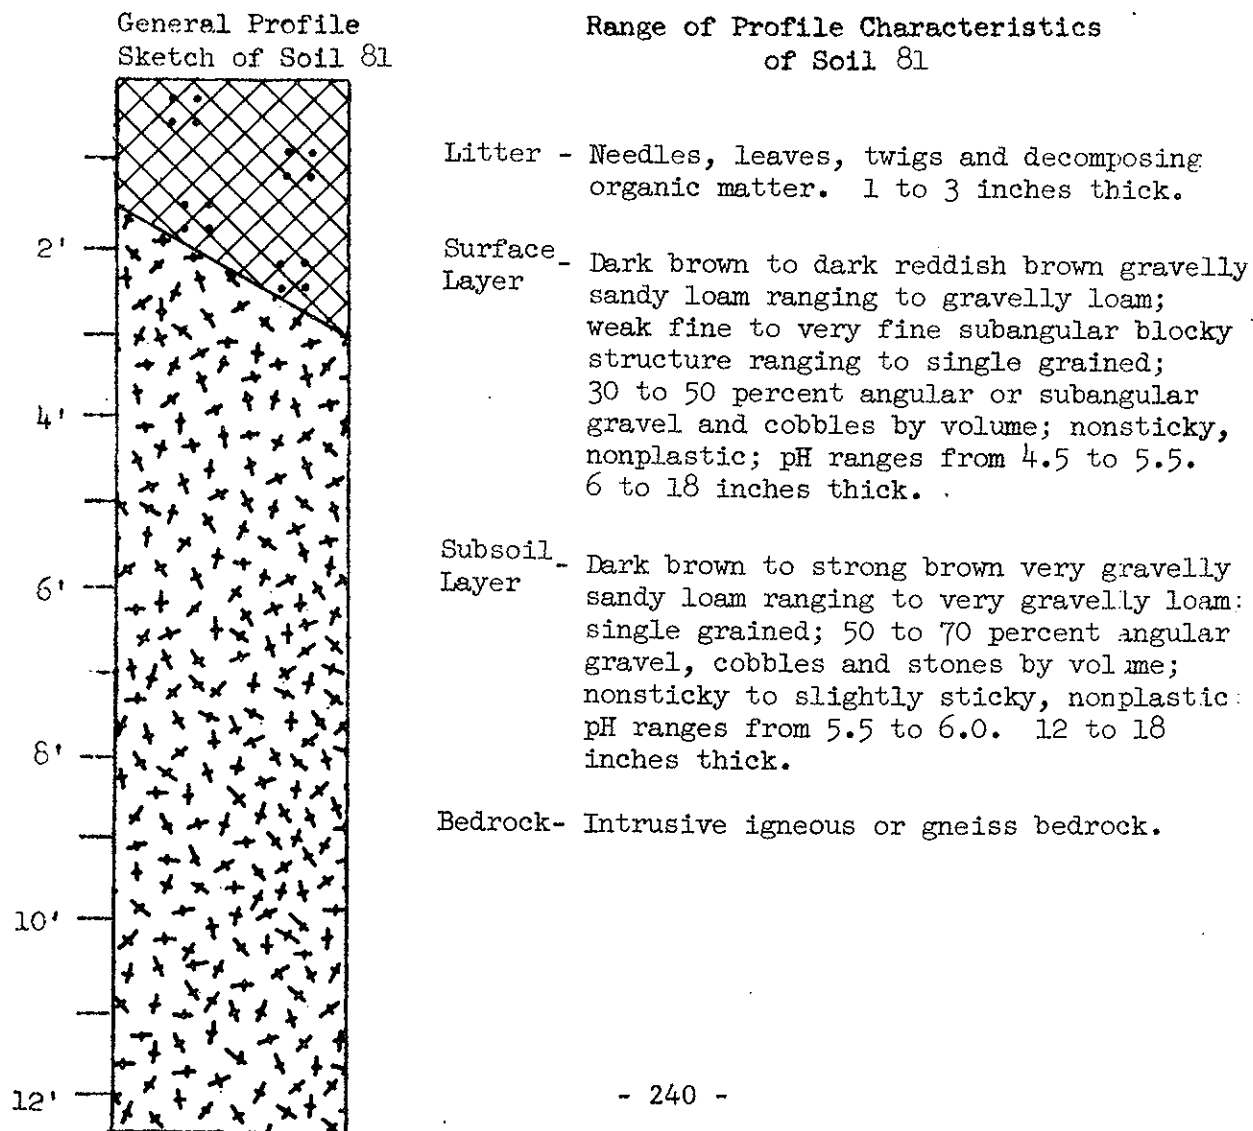 General Profile
Sketch of Soil 81
2'
4'
6'
8'
10'
12'
Range of Profile Characteristics
of Soil 81
Litter - Needles, leaves, twigs and decomposing
organic matter. 1 to 3 inches thick.
Surface Layer - Dark brown to dark reddish brown gravelly
sandy loam ranging to gravelly loam;
weak fine to very fine subangular blocky
structure ranging to single grained;
30 to 50 percent angular or subangular
gravel and cobbles by volume; nonsticky,
nonplastic; pH ranges from 4.5 to 5.5.
6 to 18 inches thick.
Subsoil Layer - Dark brown to strong brown very gravelly
sandy loam ranging to very gravelly loam:
single grained; 50 to 70 percent angular
gravel, cobbles and stones by volume;
nonsticky to slightly sticky, nonplastic:
pH ranges from 5.5 to 6.0. 12 to 18
inches thick.
Bedrock- Intrusive igneous or gneiss bedrock.
- 240 -